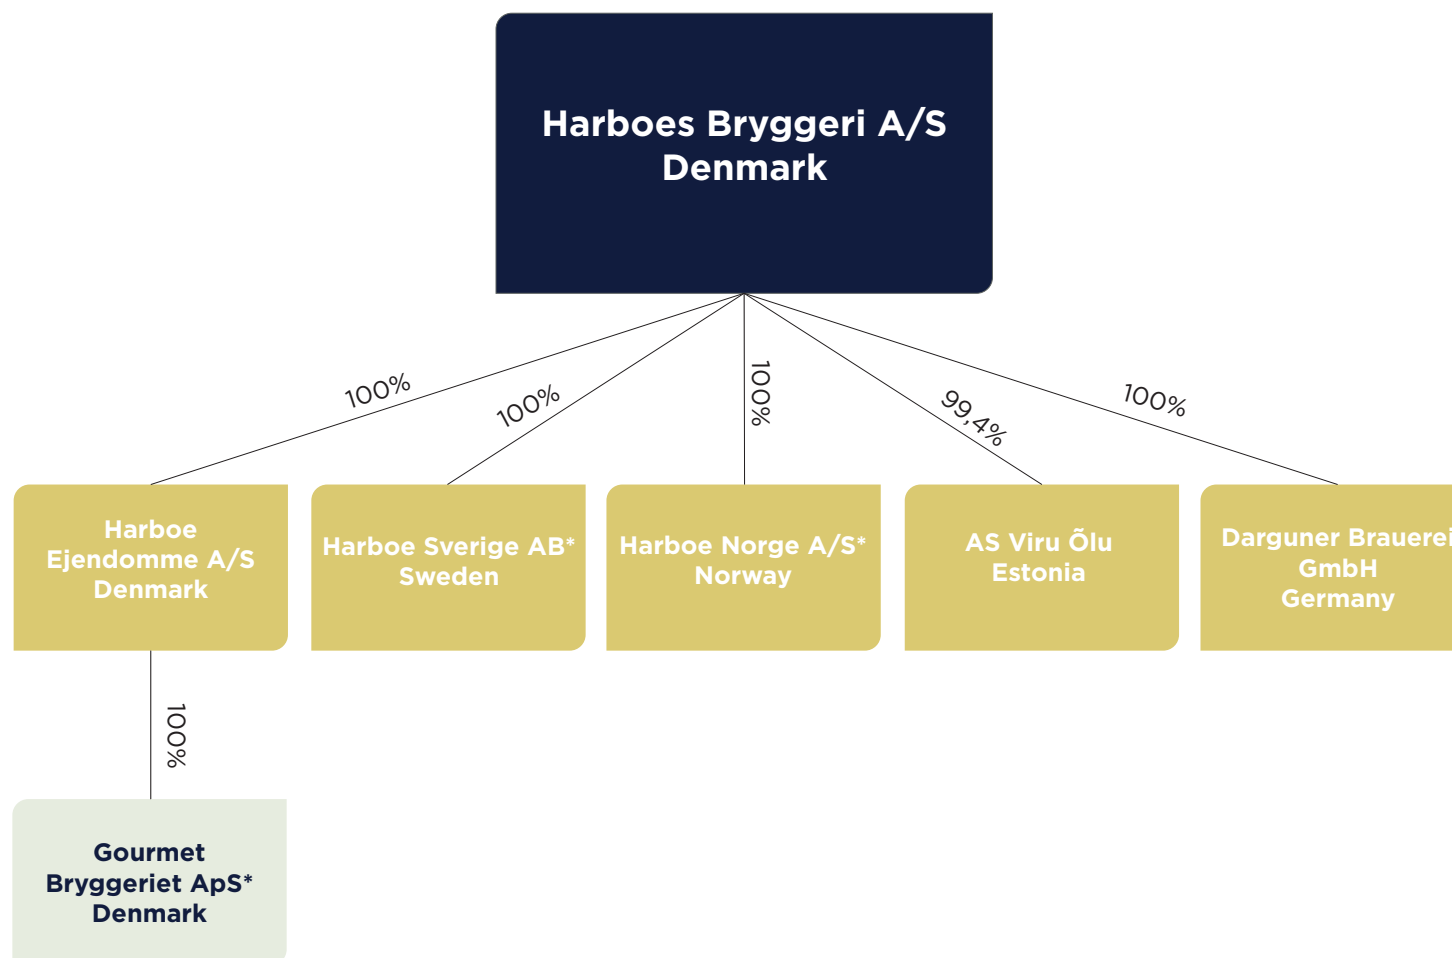 Harboes Bryggeri A/S
Denmark
100%
100%
100%
99,4%
100%
Harboe
Ejendomme A/S
Denmark
Harboe Sverige AB*
Sweden
Harboe Norge A/S*
Norway
AS Viru Õlu
Estonia
Darguner Brauerei
GmbH
Germany
100%
Gourmet
Bryggeriet ApS*
Denmark